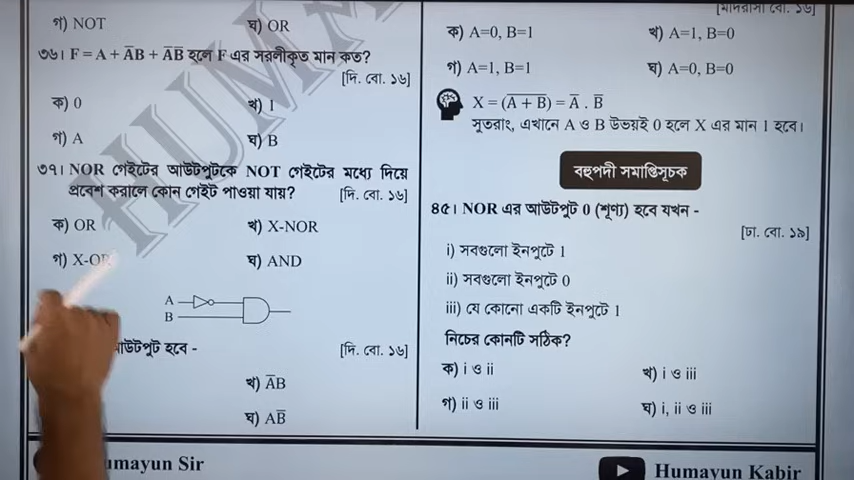 গ) NOT ঘ) OR
৩৬। F = A + A̅B + A̅B̅ হলে F এর সরলীকৃত মান কত?
[দি. বো. ১৬]
ক) 0 খ) 1
গ) A ঘ) B
৩৭। NOR গেইটের আউটপুটকে NOT গেইটের মধ্যে দিয়ে
প্রবেশ করালে কোন গেইট পাওয়া যায়? [দি. বো. ১৬]
ক) OR খ) X-NOR
গ) X-OR ঘ) AND
A
B
আউটপুট হবে - [দি. বো. ১৬]
খ) A̅B
ঘ) AB̅
umayun Sir
[মাদরাসা বো. ১৬]
ক) A=0, B=1 খ) A=1, B=0
গ) A=1, B=1 ঘ) A=0, B=0
X = (A̅ ̅+̅ ̅B̅) = A̅ . B̅
সুতরাং, এখানে A ও B উভয়ই 0 হলে X এর মান 1 হবে।
বহুপদী সমাপ্তিসূচক
৪৫। NOR এর আউটপুট 0 (শূণ্য) হবে যখন -
[ঢা. বো. ১৯]
i) সবগুলো ইনপুটে 1
ii) সবগুলো ইনপুটে 0
iii) যে কোনো একটি ইনপুটে 1
নিচের কোনটি সঠিক?
ক) i ও ii খ) i ও iii
গ) ii ও iii ঘ) i, ii ও iii
Humayun Kabir